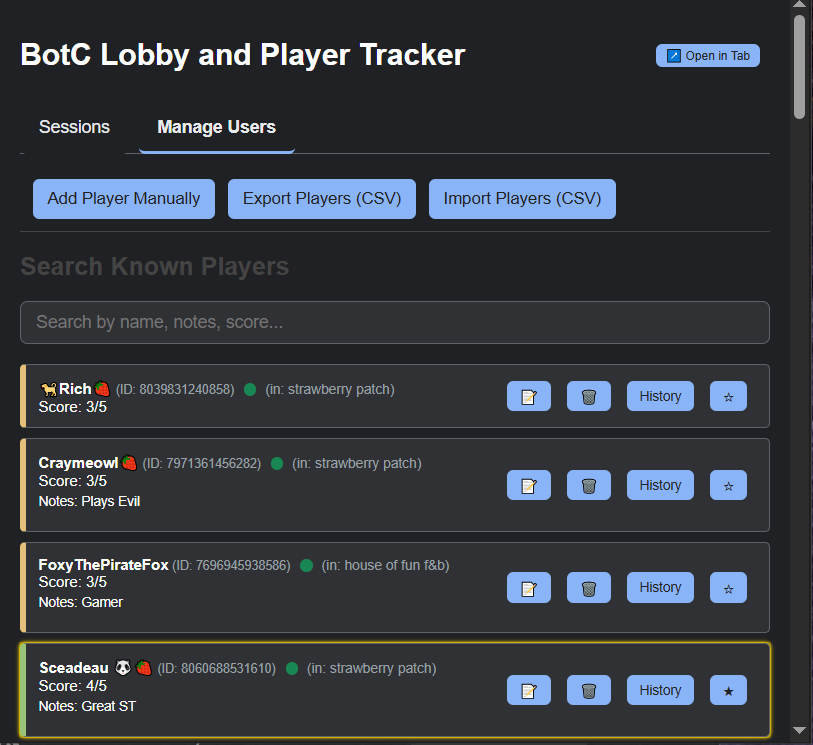 BotC Lobby and Player Tracker
Open in Tab
Sessions Manage Users
Add Player Manually Export Players (CSV) Import Players (CSV)
Search Known Players
Search by name, notes, score...
Rich (ID: 8039831240858) (in: strawberry patch)
Score: 3/5
History
Craymeowl (ID: 7971361456282) (in: strawberry patch)
Score: 3/5
Notes: Plays Evil
History
FoxyThePirateFox (ID: 7696945938586) (in: house of fun f&b)
Score: 3/5
Notes: Gamer
History
Sceadeau (ID: 8060688531610) (in: strawberry patch)
Score: 4/5
Notes: Great ST
History